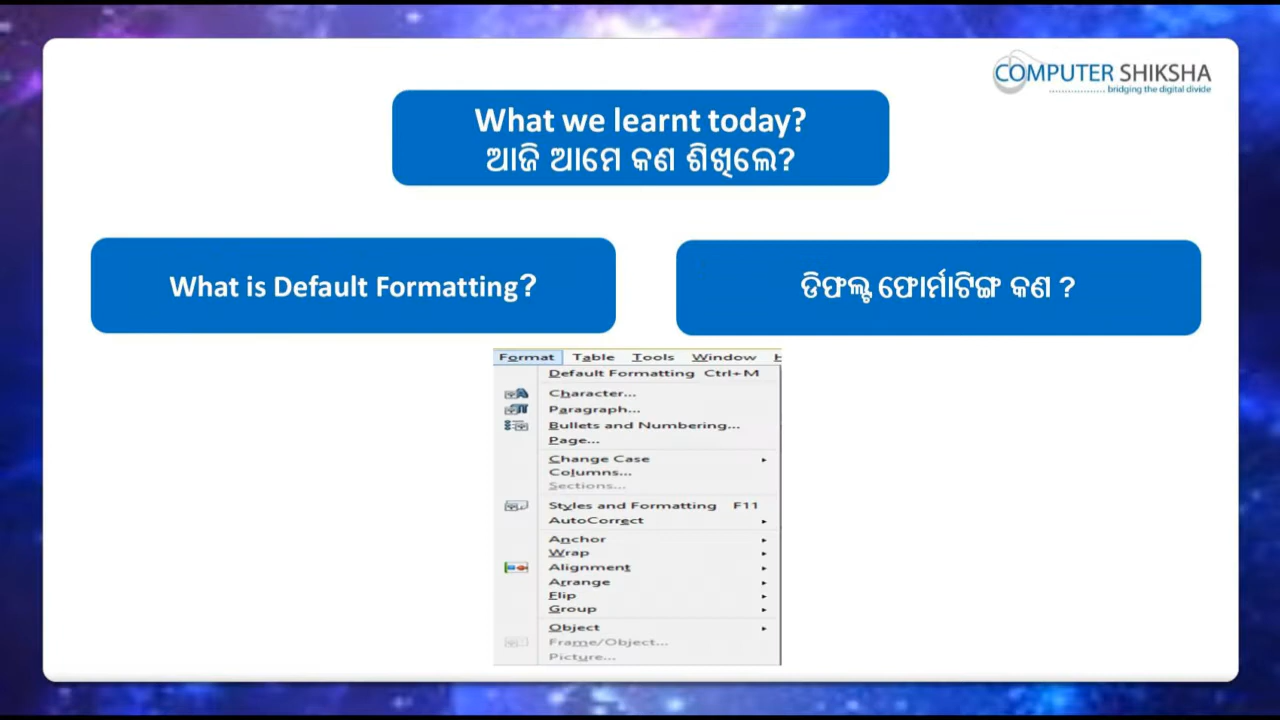 COMPUTER SHIKSHA
bridging the digital divide
What we learnt today?
ଆଜି ଆମେ କଣ ଶିଖିଲେ?
What is Default Formatting?
ଡିଫଲ୍ଟ ଫୋର୍ମାଟିଙ୍ଗ କଣ ?
Format Table Tools Window
Default Formatting Ctrl+M
Character...
Paragraph...
Bullets and Numbering...
Page...
Change Case
Columns...
Sections...
Styles and Formatting F11
AutoCorrect
Anchor
Wrap
Alignment
Arrange
Flip
Group
Object
Frame/Object...
Picture...